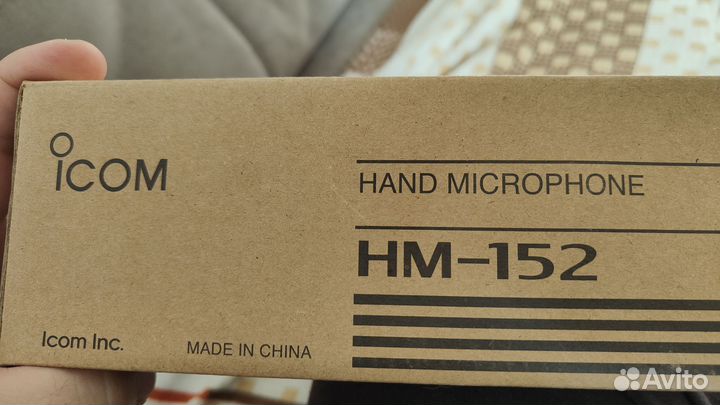 ICOM
HAND MICROPHONE
HM-152
Icom Inc.
MADE IN CHINA
Avito